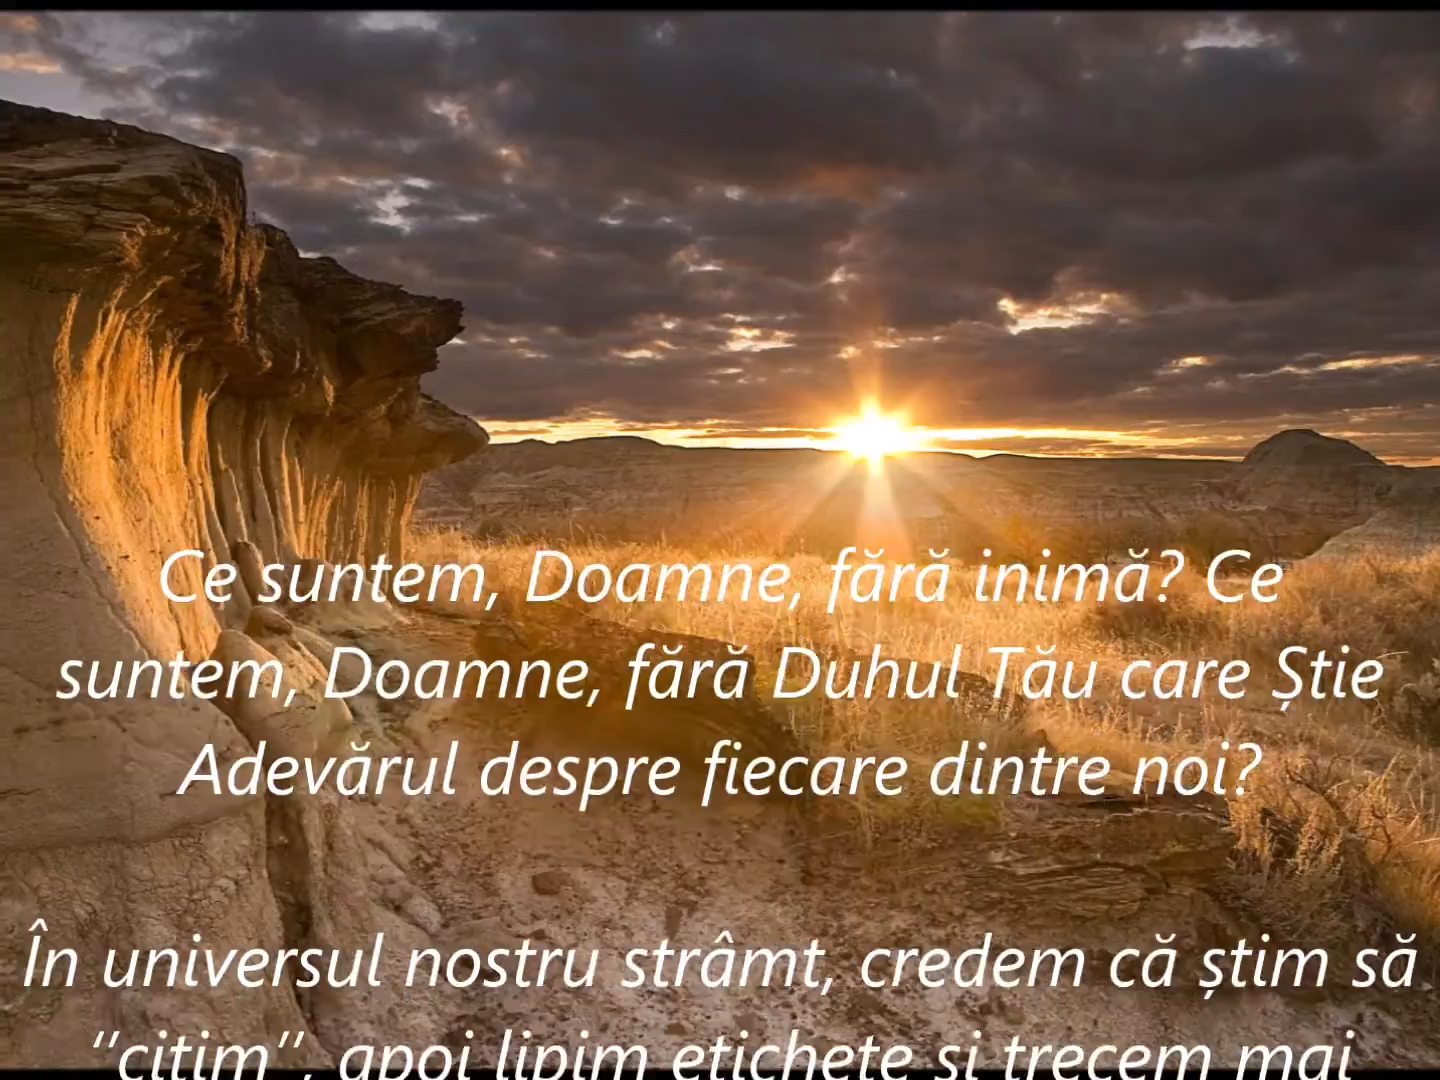 Ce suntem, Doamne, fără inimă? Ce
suntem, Doamne, fără Duhul Tău care Știe
Adevărul despre fiecare dintre noi?
În universul nostru strâmt, credem că știm să
‘‘citim’’, apoi lipim etichete și trecem mai